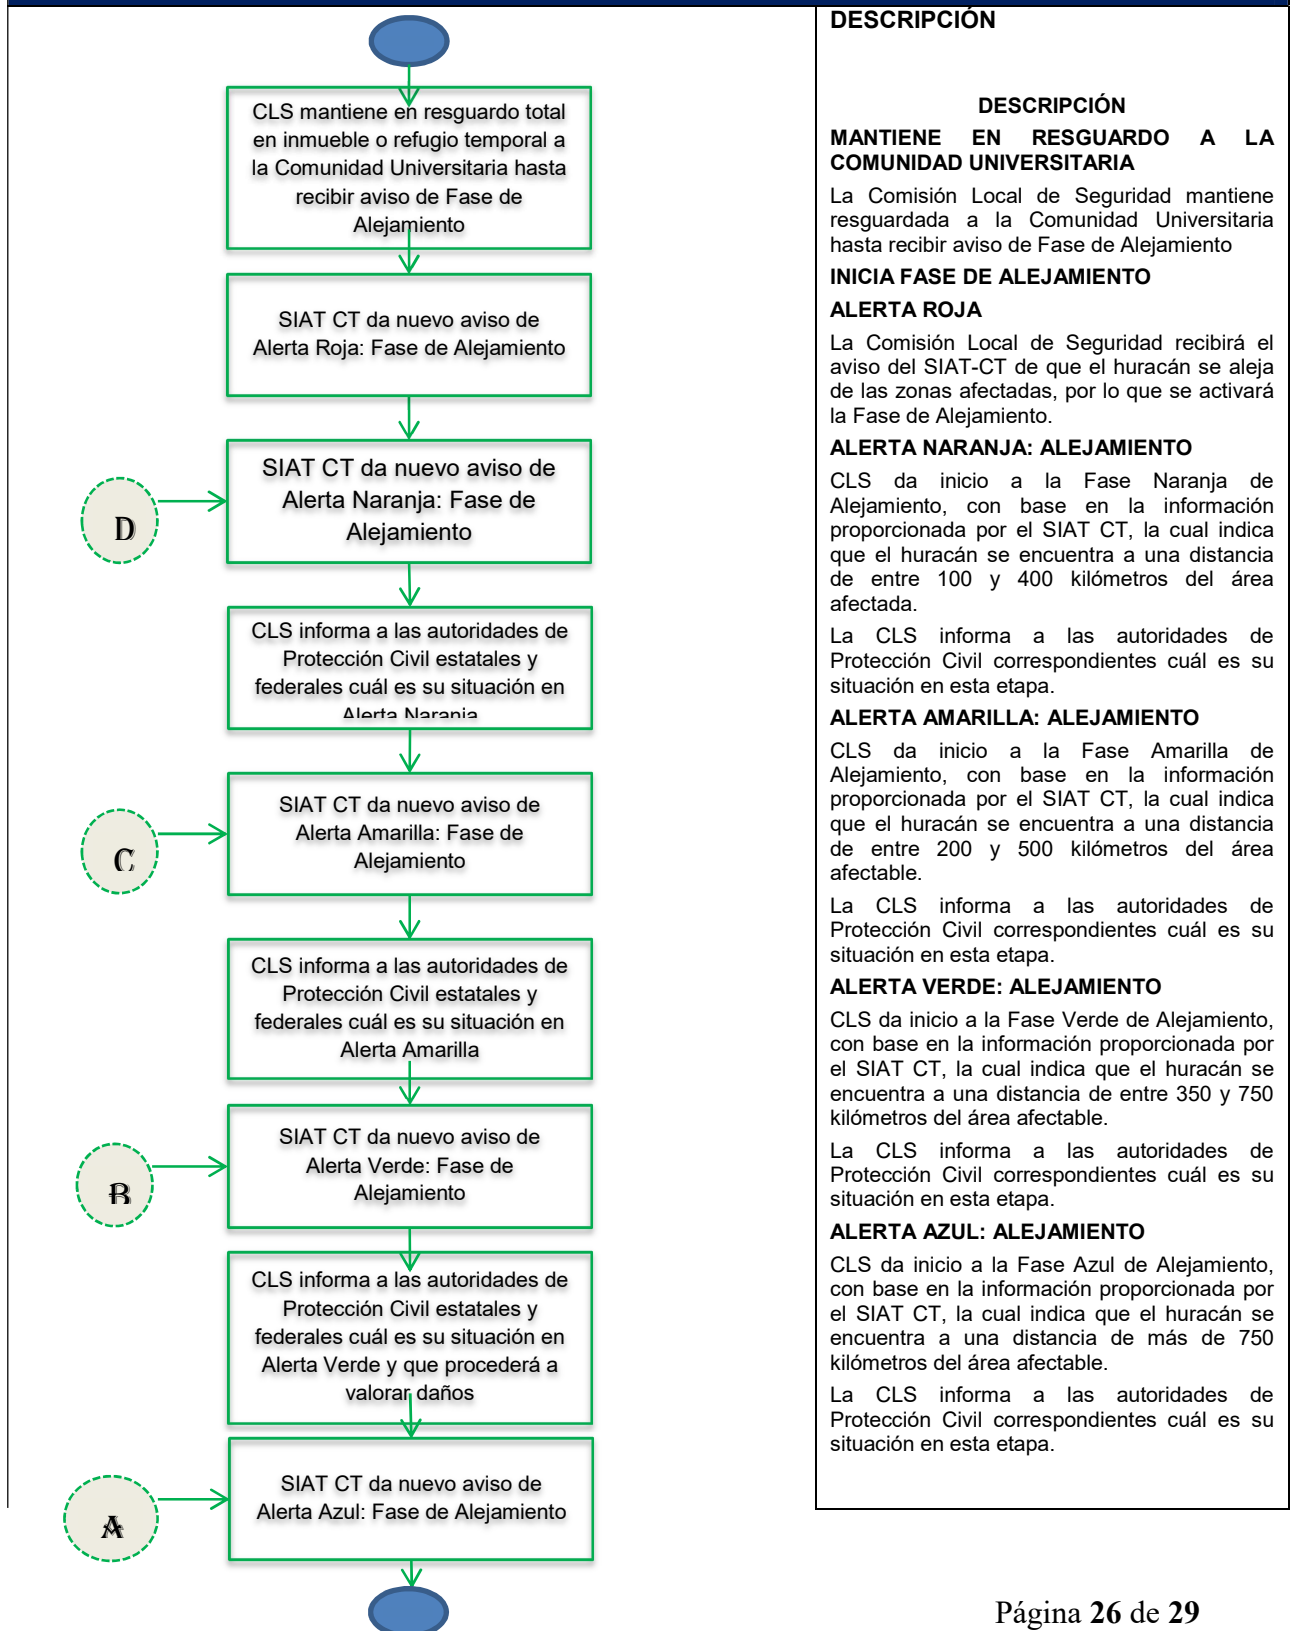 CLS mantiene en resguardo total
en inmueble o refugio temporal a
la Comunidad Universitaria hasta
recibir aviso de Fase de
Alejamiento
SIAT CT da nuevo aviso de
Alerta Roja: Fase de Alejamiento
SIAT CT da nuevo aviso de
Alerta Naranja: Fase de
Alejamiento
D
CLS informa a las autoridades de
Protección Civil estatales y
federales cuál es su situación en
Alerta Naranja
SIAT CT da nuevo aviso de
Alerta Amarilla: Fase de
Alejamiento
C
CLS informa a las autoridades de
Protección Civil estatales y
federales cuál es su situación en
Alerta Amarilla
SIAT CT da nuevo aviso de
Alerta Verde: Fase de
Alejamiento
B
CLS informa a las autoridades de
Protección Civil estatales y
federales cuál es su situación en
Alerta Verde y que procederá a
valorar daños
SIAT CT da nuevo aviso de
Alerta Azul: Fase de Alejamiento
A
DESCRIPCIÓN
DESCRIPCIÓN
MANTIENE EN RESGUARDO A LA
COMUNIDAD UNIVERSITARIA
La Comisión Local de Seguridad mantiene
resguardada a la Comunidad Universitaria
hasta recibir aviso de Fase de Alejamiento
INICIA FASE DE ALEJAMIENTO
ALERTA ROJA
La Comisión Local de Seguridad recibirá el
aviso del SIAT-CT de que el huracán se aleja
de las zonas afectadas, por lo que se activará
la Fase de Alejamiento.
ALERTA NARANJA: ALEJAMIENTO
CLS da inicio a la Fase Naranja de
Alejamiento, con base en la información
proporcionada por el SIAT CT, la cual indica
que el huracán se encuentra a una distancia
de entre 100 y 400 kilómetros del área
afectada.
La CLS informa a las autoridades de
Protección Civil correspondientes cuál es su
situación en esta etapa.
ALERTA AMARILLA: ALEJAMIENTO
CLS da inicio a la Fase Amarilla de
Alejamiento, con base en la información
proporcionada por el SIAT CT, la cual indica
que el huracán se encuentra a una distancia
de entre 200 y 500 kilómetros del área
afectable.
La CLS informa a las autoridades de
Protección Civil correspondientes cuál es su
situación en esta etapa.
ALERTA VERDE: ALEJAMIENTO
CLS da inicio a la Fase Verde de Alejamiento,
con base en la información proporcionada por
el SIAT CT, la cual indica que el huracán se
encuentra a una distancia de entre 350 y 750
kilómetros del área afectable.
La CLS informa a las autoridades de
Protección Civil correspondientes cuál es su
situación en esta etapa.
ALERTA AZUL: ALEJAMIENTO
CLS da inicio a la Fase Azul de Alejamiento,
con base en la información proporcionada por
el SIAT CT, la cual indica que el huracán se
encuentra a una distancia de más de 750
kilómetros del área afectable.
La CLS informa a las autoridades de
Protección Civil correspondientes cuál es su
situación en esta etapa.
Página 26 de 29